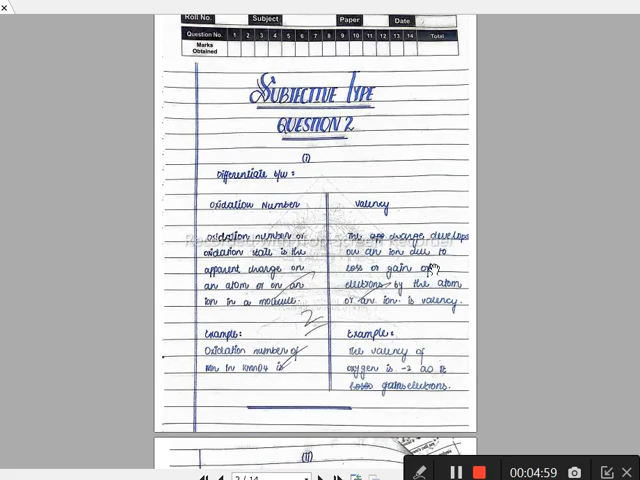 Roll No. Subject Paper Date
Question No. 1 2 3 4 5 6 7 8 9 10 11 12 13 14 Total
Marks Obtained
SUBJECTIVE TYPE
QUESTION 2
(i)
Differentiate b/w:
Oxidation Number
Oxidation number or
oxidation state is the
apparent charge on
an atom or on an
ion in a molecule.
2
Example:
Oxidation number of
Mn in KMnO4 is
Valency
The app charge develops
on an ion due to
loss or gain of
electrons by the atom
or an ion. is valency.
Example:
The valency of
oxygen is -2 as it
gains electrons.
(ii)
2 / 14
00:04:59